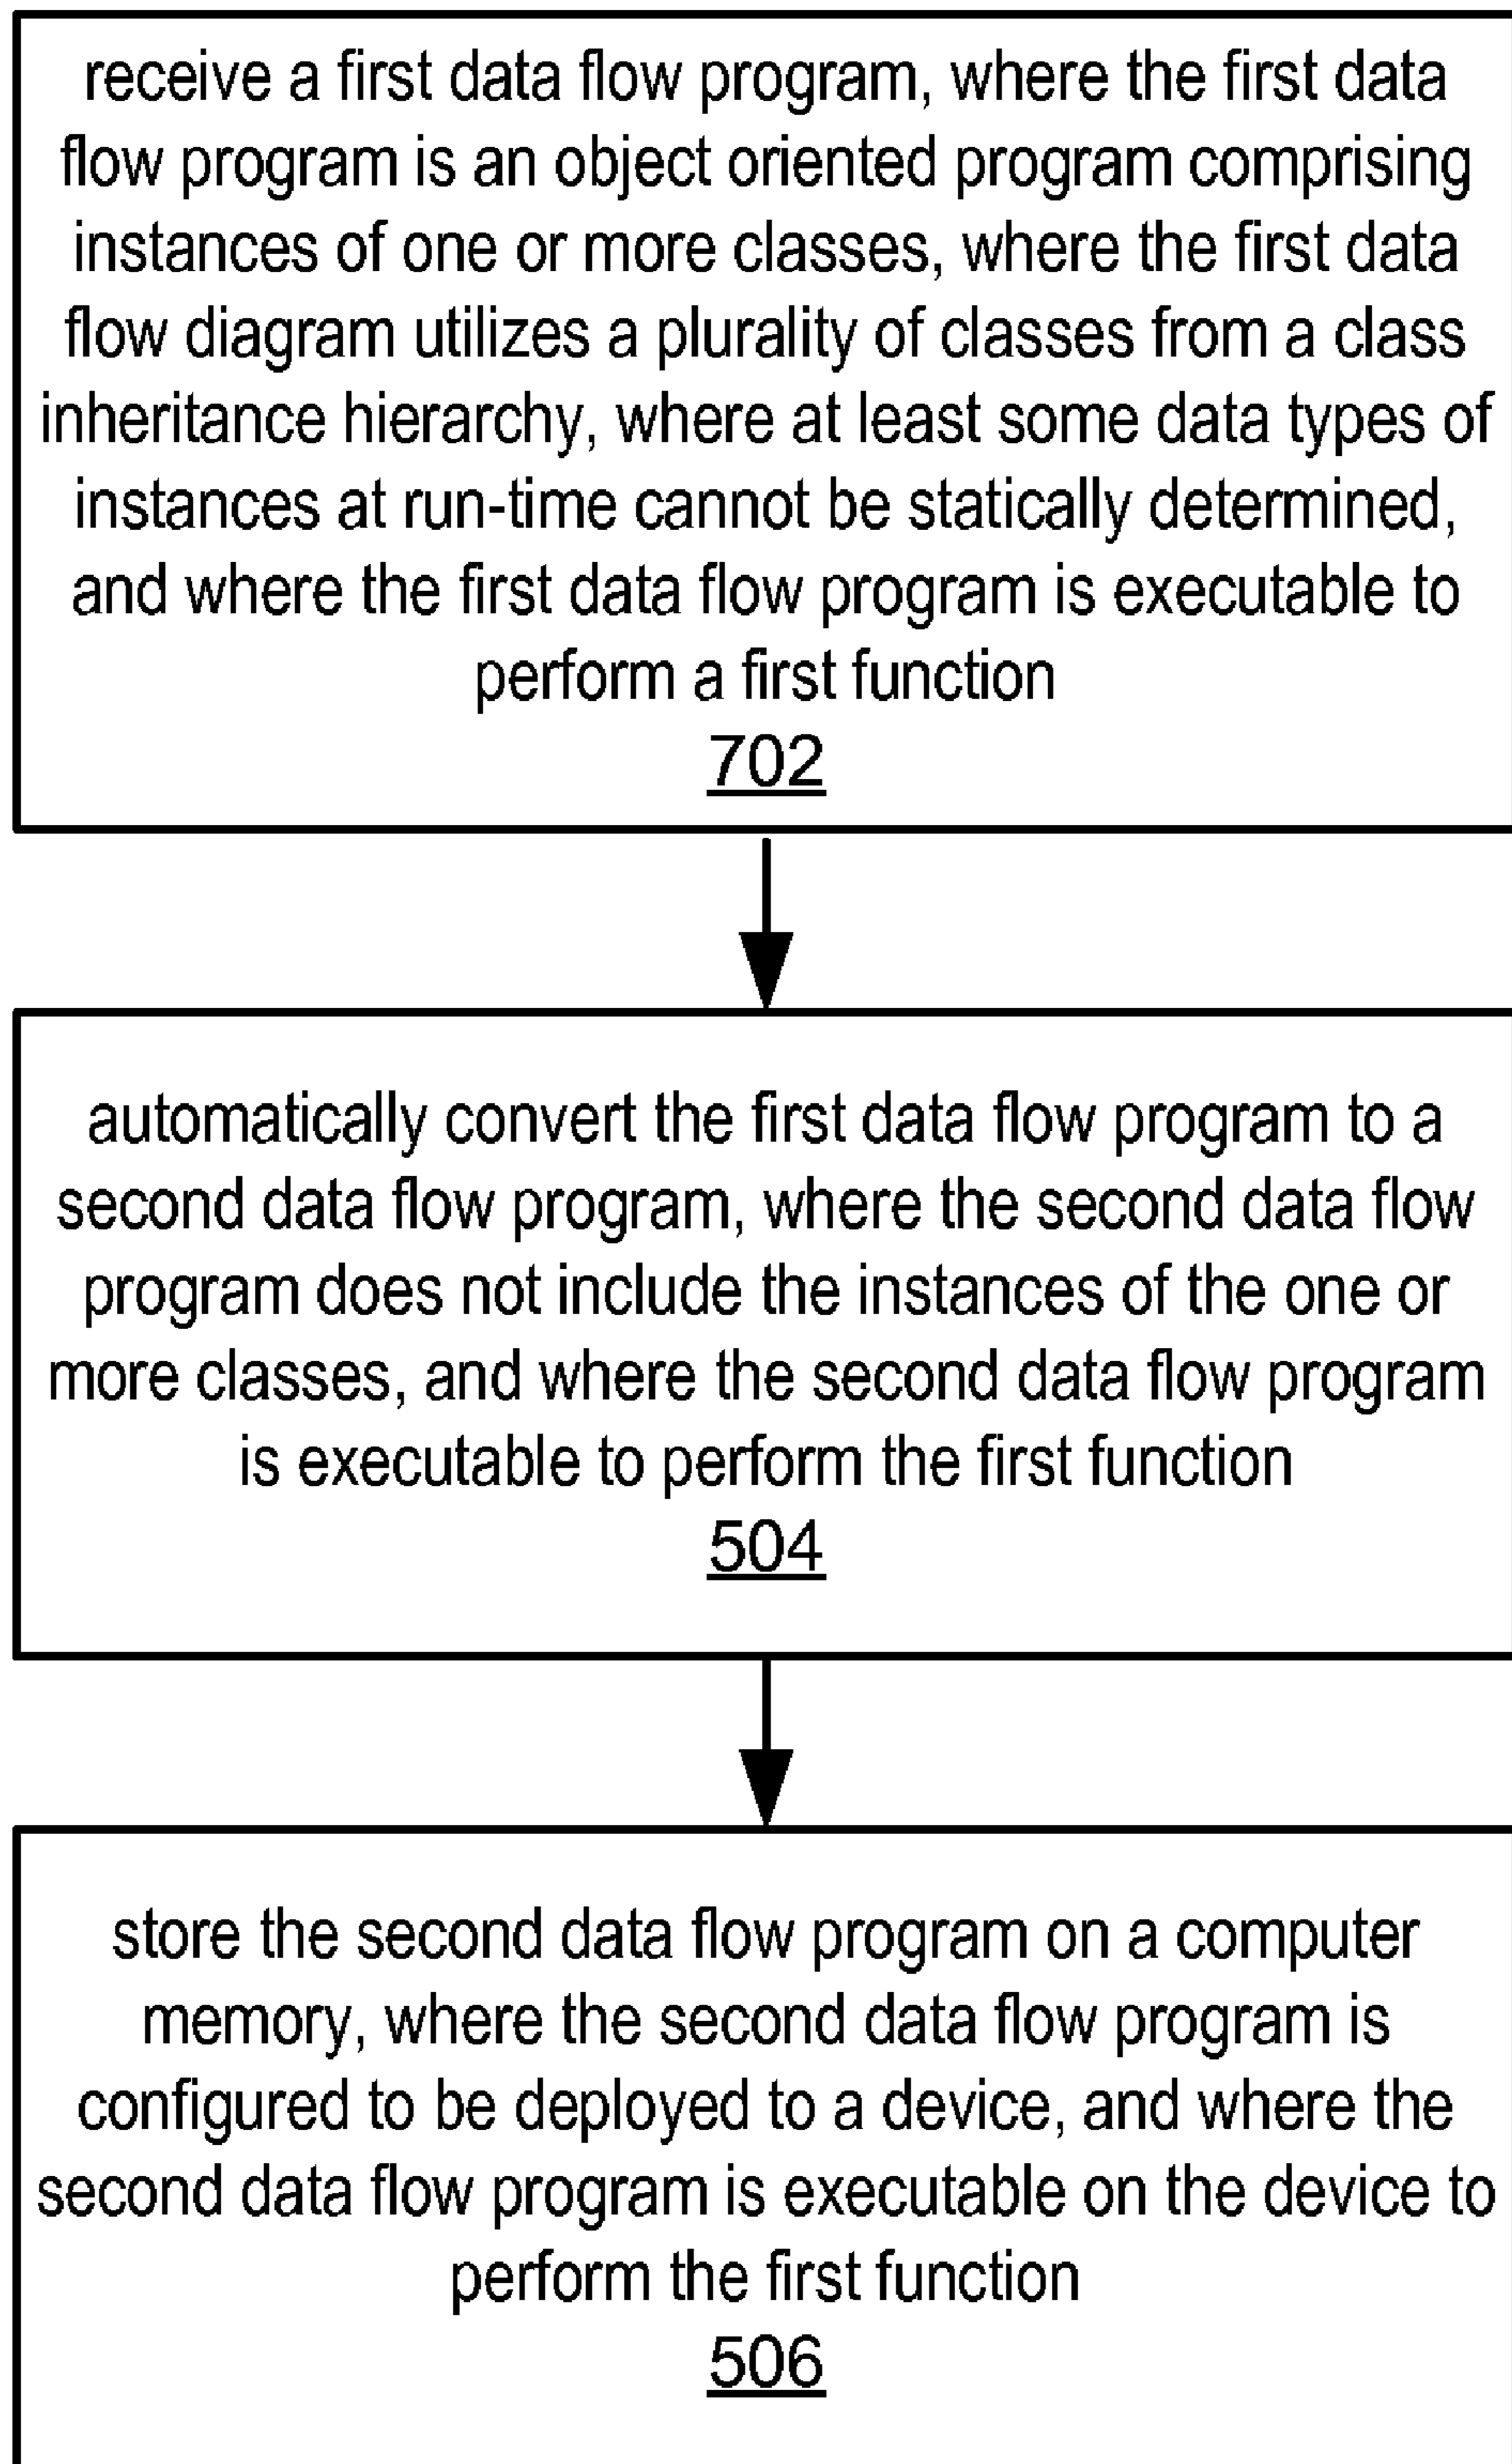 receive a first data flow program, where the first data
flow program is an object oriented program comprising
instances of one or more classes, where the first data
flow diagram utilizes a plurality of classes from a class
inheritance hierarchy, where at least some data types of
instances at run-time cannot be statically determined,
and where the first data flow program is executable to
perform a first function
702
automatically convert the first data flow program to a
second data flow program, where the second data flow
program does not include the instances of the one or
more classes, and where the second data flow program
is executable to perform the first function
504
store the second data flow program on a computer
memory, where the second data flow program is
configured to be deployed to a device, and where the
second data flow program is executable on the device to
perform the first function
506